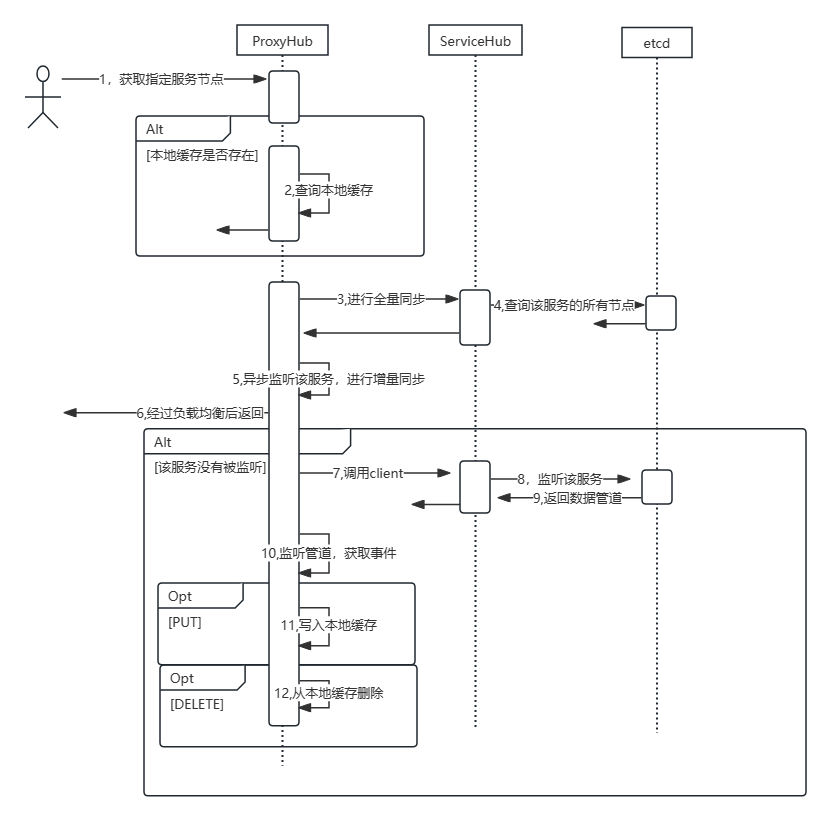 ProxyHub
ServiceHub
etcd
1，获取指定服务节点
Alt
[本地缓存是否存在]
2,查询本地缓存
3,进行全量同步
4,查询该服务的所有节点
5,异步监听该服务，进行增量同步
6,经过负载均衡后返回
Alt
[该服务没有被监听]
7,调用client
8，监听该服务
9,返回数据管道
10,监听管道，获取事件
Opt
[PUT]
11,写入本地缓存
Opt
[DELETE]
12,从本地缓存删除